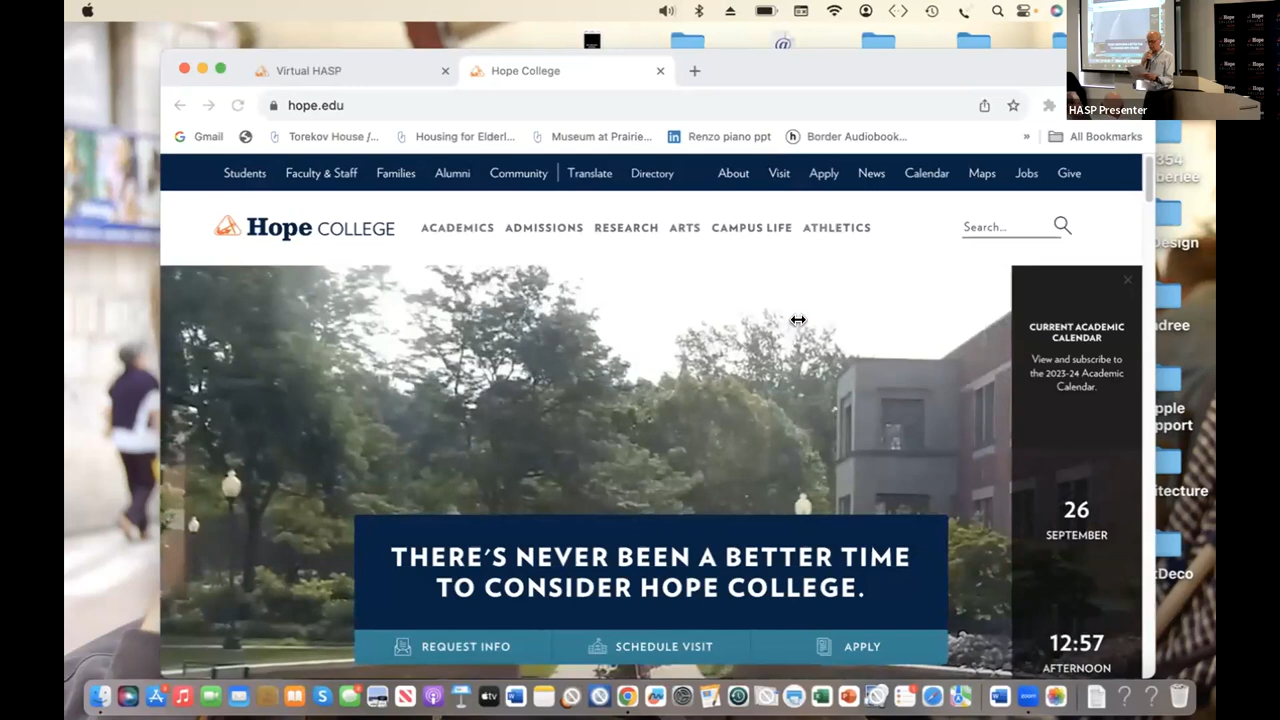 Virtual HASP
Hope College
hope.edu
HASP Presenter
Gmail
Torekov House /...
Housing for Elderl...
Museum at Prairie...
Renzo piano ppt
Border Audiobook...
»
All Bookmarks
Students
Faculty & Staff
Families
Alumni
Community
Translate
Directory
About
Visit
Apply
News
Calendar
Maps
Jobs
Give
Hope COLLEGE
ACADEMICS
ADMISSIONS
RESEARCH
ARTS
CAMPUS LIFE
ATHLETICS
Search...
CURRENT ACADEMIC
CALENDAR
View and subscribe to
the 2023-24 Academic
Calendar.
26
SEPTEMBER
12:57
AFTERNOON
THERE'S NEVER BEEN A BETTER TIME
TO CONSIDER HOPE COLLEGE.
REQUEST INFO
SCHEDULE VISIT
APPLY
354
Design
dree
pple
pport
itecture
tDeco